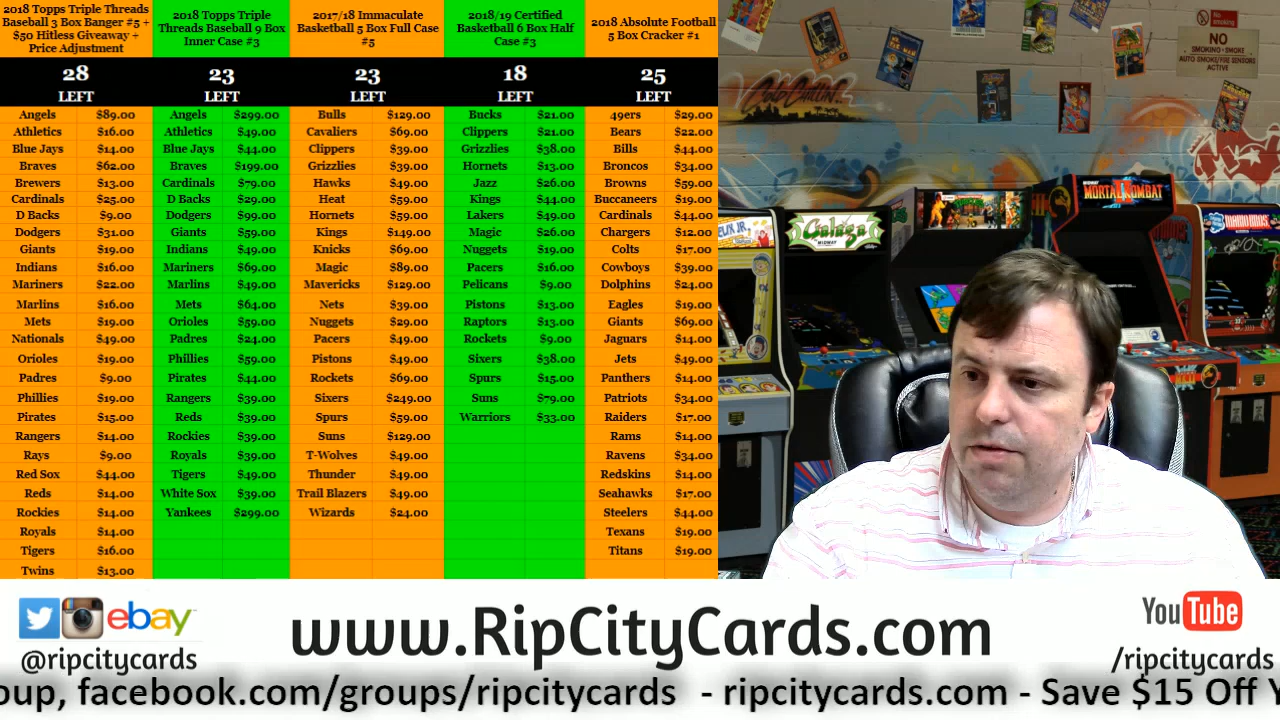 2018 Topps Triple Threads
Baseball 3 Box Banger #5 +
$50 Hitless Giveaway +
Price Adjustment
28
LEFT
Angels $89.00
Athletics $16.00
Blue Jays $14.00
Braves $62.00
Brewers $13.00
Cardinals $25.00
D Backs $9.00
Dodgers $31.00
Giants $19.00
Indians $16.00
Mariners $22.00
Marlins $16.00
Mets $19.00
Nationals $49.00
Orioles $19.00
Padres $9.00
Phillies $19.00
Pirates $15.00
Rangers $14.00
Rays $9.00
Red Sox $44.00
Reds $14.00
Rockies $14.00
Royals $14.00
Tigers $16.00
Twins $13.00
2018 Topps Triple
Threads Baseball 9 Box
Inner Case #3
23
LEFT
Angels $299.00
Athletics $49.00
Blue Jays $44.00
Braves $199.00
Cardinals $79.00
D Backs $29.00
Dodgers $99.00
Giants $59.00
Indians $49.00
Mariners $69.00
Marlins $49.00
Mets $64.00
Orioles $59.00
Padres $24.00
Phillies $59.00
Pirates $44.00
Rangers $39.00
Reds $39.00
Rockies $39.00
Royals $39.00
Tigers $49.00
White Sox $39.00
Yankees $299.00
2017/18 Immaculate
Basketball 5 Box Full Case
#5
23
LEFT
Bulls $129.00
Cavaliers $69.00
Clippers $39.00
Grizzlies $39.00
Hawks $49.00
Heat $59.00
Hornets $59.00
Kings $149.00
Knicks $69.00
Magic $89.00
Mavericks $129.00
Nets $39.00
Nuggets $29.00
Pacers $49.00
Pistons $49.00
Rockets $69.00
Sixers $249.00
Spurs $59.00
Suns $129.00
T-Wolves $49.00
Thunder $49.00
Trail Blazers $49.00
Wizards $24.00
2018/19 Certified
Basketball 6 Box Half
Case #3
18
LEFT
Bucks $21.00
Clippers $21.00
Grizzlies $38.00
Hornets $13.00
Jazz $26.00
Kings $44.00
Lakers $49.00
Magic $26.00
Nuggets $19.00
Pacers $16.00
Pelicans $9.00
Pistons $13.00
Raptors $13.00
Rockets $9.00
Sixers $38.00
Spurs $15.00
Suns $79.00
Warriors $33.00
2018 Absolute Football
5 Box Cracker #1
25
LEFT
49ers $29.00
Bears $22.00
Bills $44.00
Broncos $34.00
Browns $59.00
Buccaneers $19.00
Cardinals $44.00
Chargers $12.00
Colts $17.00
Cowboys $39.00
Dolphins $24.00
Eagles $19.00
Giants $69.00
Jaguars $14.00
Jets $49.00
Panthers $14.00
Patriots $34.00
Raiders $17.00
Rams $14.00
Ravens $34.00
Redskins $14.00
Seahawks $17.00
Steelers $44.00
Texans $19.00
Titans $19.00
No
smoking
NO
SMOKING-SMOKE
AUTO SMOKE/FIRE SENSORS
ACTIVE
COLD CHILLIN
JR.
Galaga
MIDWAY
MORTAL KOMBAT
MARIO BROS.
ebay
@ripcitycards
www.RipCityCards.com
YouTube
/ripcitycards
oup, facebook.com/groups/ripcitycards - ripcitycards.com - Save $15 Off Y